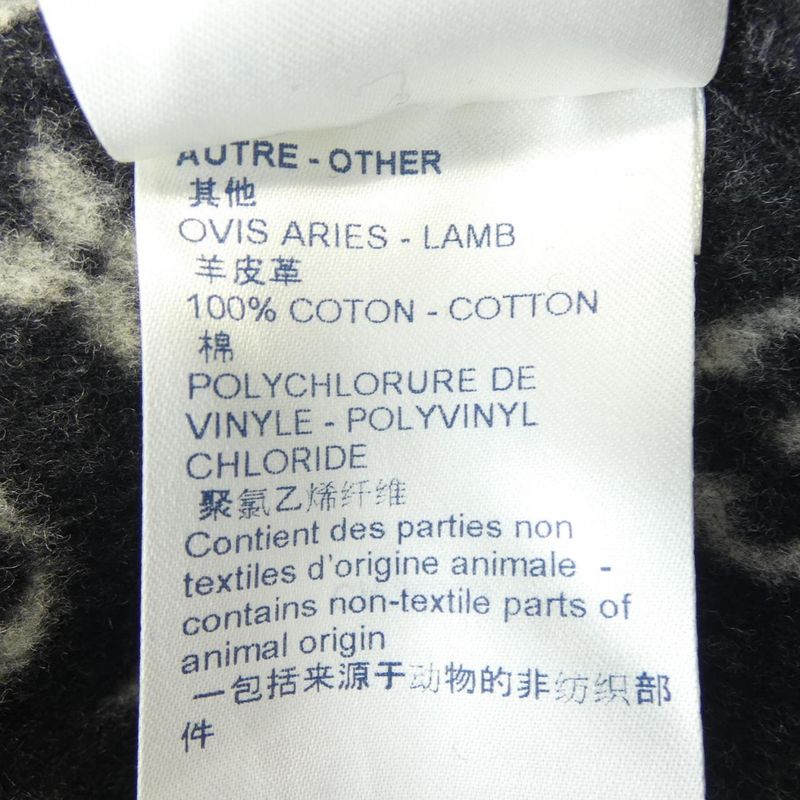 AUTRE - OTHER
其他
OVIS ARIES - LAMB
羊皮革
100% COTON - COTTON
棉
POLYCHLORURE DE
VINYLE - POLYVINYL
CHLORIDE
聚氯乙烯纤维
Contient des parties non
textiles d'origine animale -
contains non-textile parts of
animal origin
一包括来源于动物的非纺织部
件